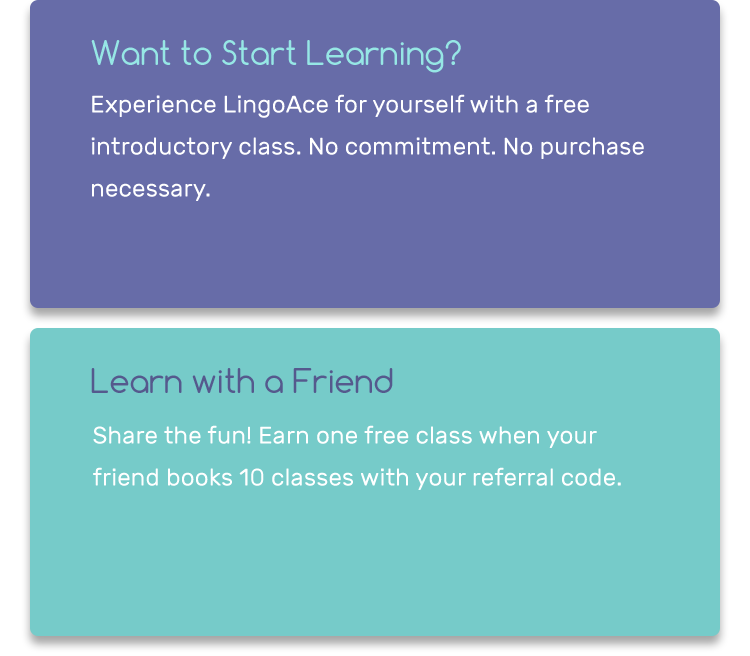 Want to Start Learning?
Experience LingoAce for yourself with a free
introductory class. No commitment. No purchase
necessary.
Learn with a Friend
Share the fun! Earn one free class when your
friend books 10 classes with your referral code.